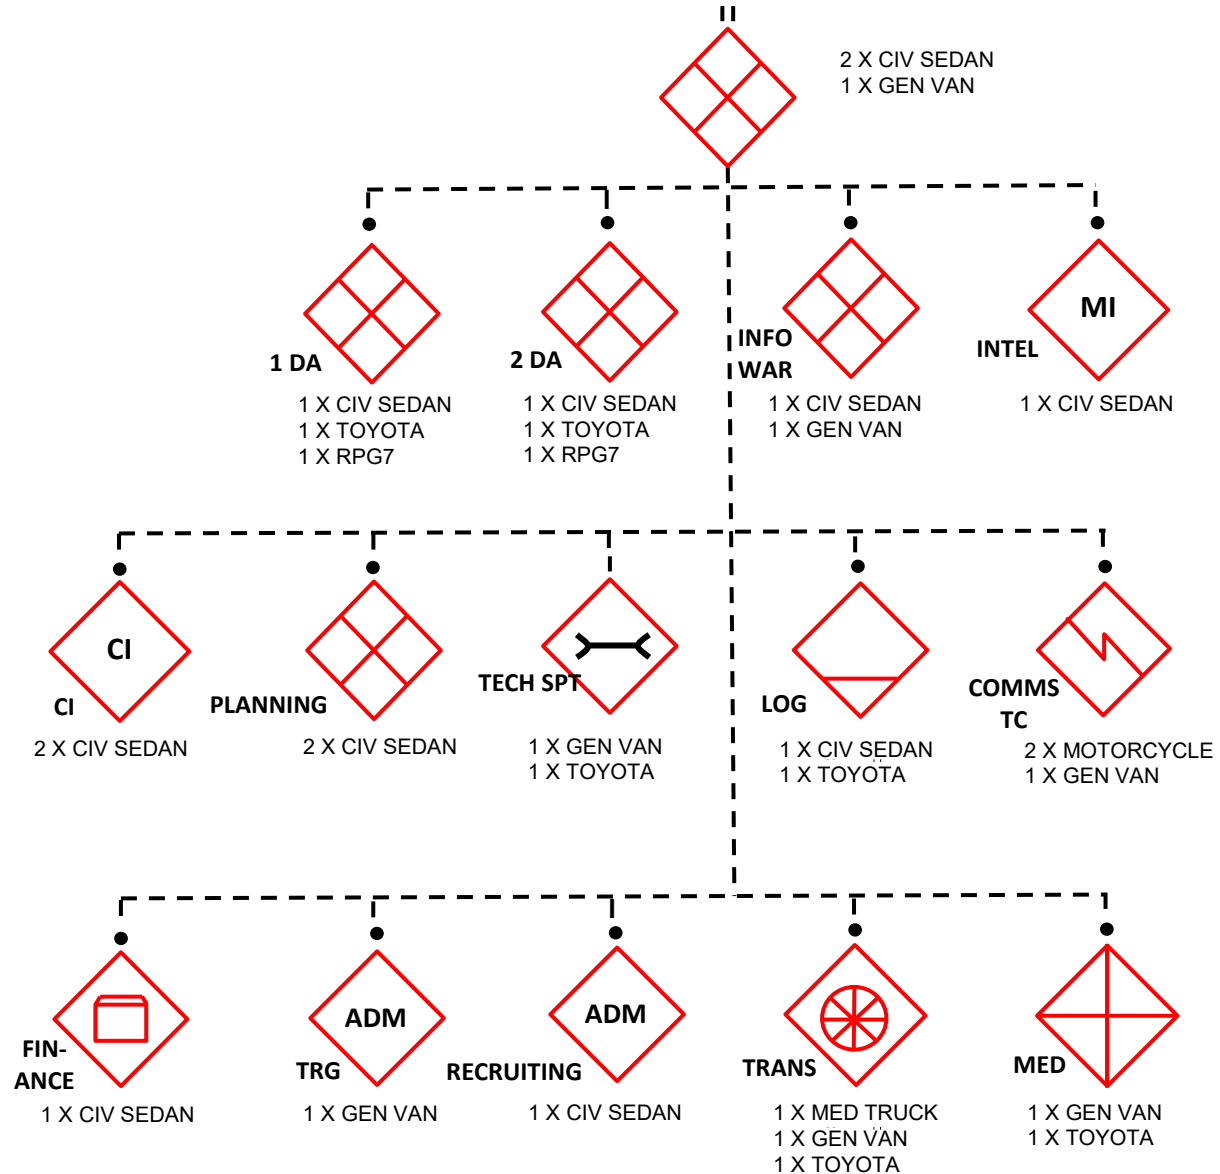 2 X CIV SEDAN
1 X GEN VAN
1 DA
1 X CIV SEDAN
1 X TOYOTA
1 X RPG7
2 DA
1 X CIV SEDAN
1 X TOYOTA
1 X RPG7
INFO
WAR
1 X CIV SEDAN
1 X GEN VAN
MI
INTEL
1 X CIV SEDAN
CI
CI
2 X CIV SEDAN
PLANNING
2 X CIV SEDAN
TECH SPT
1 X GEN VAN
1 X TOYOTA
LOG
1 X CIV SEDAN
1 X TOYOTA
COMMS
TC
2 X MOTORCYCLE
1 X GEN VAN
FIN-
ANCE
1 X CIV SEDAN
ADM
TRG
1 X GEN VAN
ADM
RECRUITING
1 X CIV SEDAN
TRANS
1 X MED TRUCK
1 X GEN VAN
1 X TOYOTA
MED
1 X GEN VAN
1 X TOYOTA